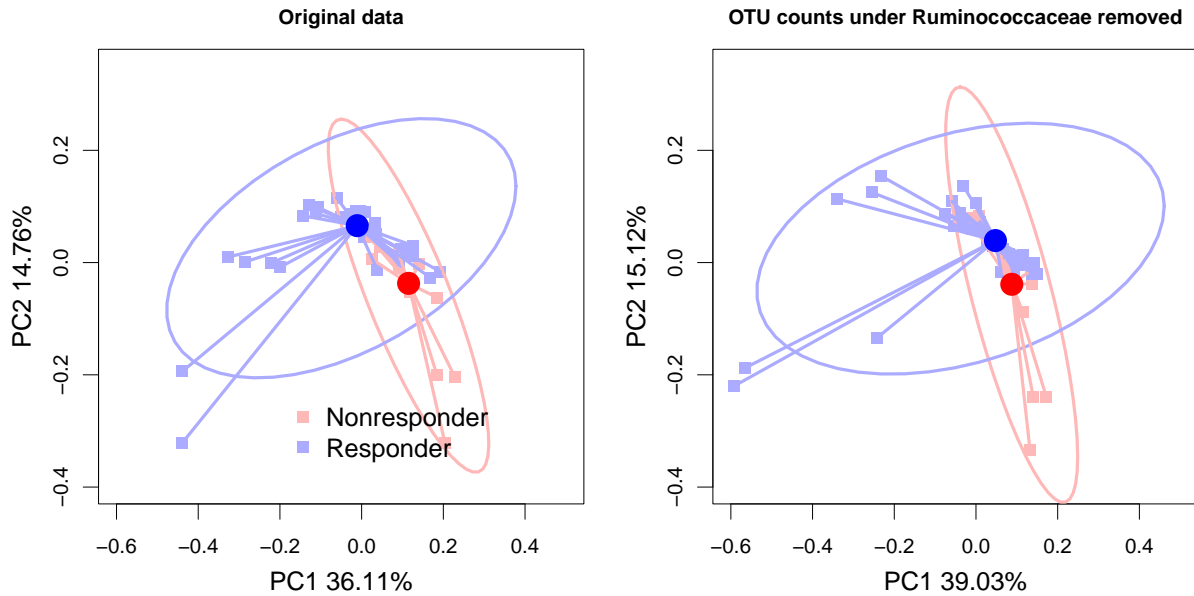 Original data
0.2
0.0
−0.2
−0.4
PC2 14.76%
Nonresponder
Responder
−0.6 −0.4 −0.2 0.0 0.2 0.4
PC1 36.11%
OTU counts under Ruminococcaceae removed
0.2
0.0
−0.2
−0.4
PC2 15.12%
−0.6 −0.4 −0.2 0.0 0.2 0.4
PC1 39.03%